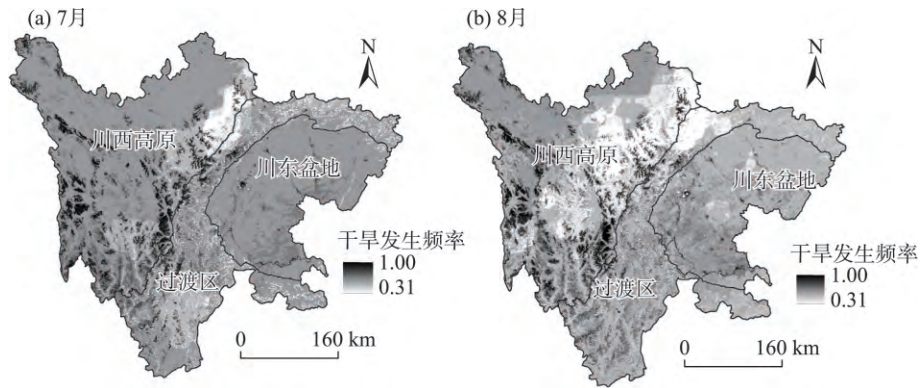 (a) 7月
N
川西高原
川东盆地
过渡区
干旱发生频率
1.00
0.31
0 160 km
(b) 8月
N
川西高原
川东盆地
过渡区
干旱发生频率
1.00
0.31
0 160 km